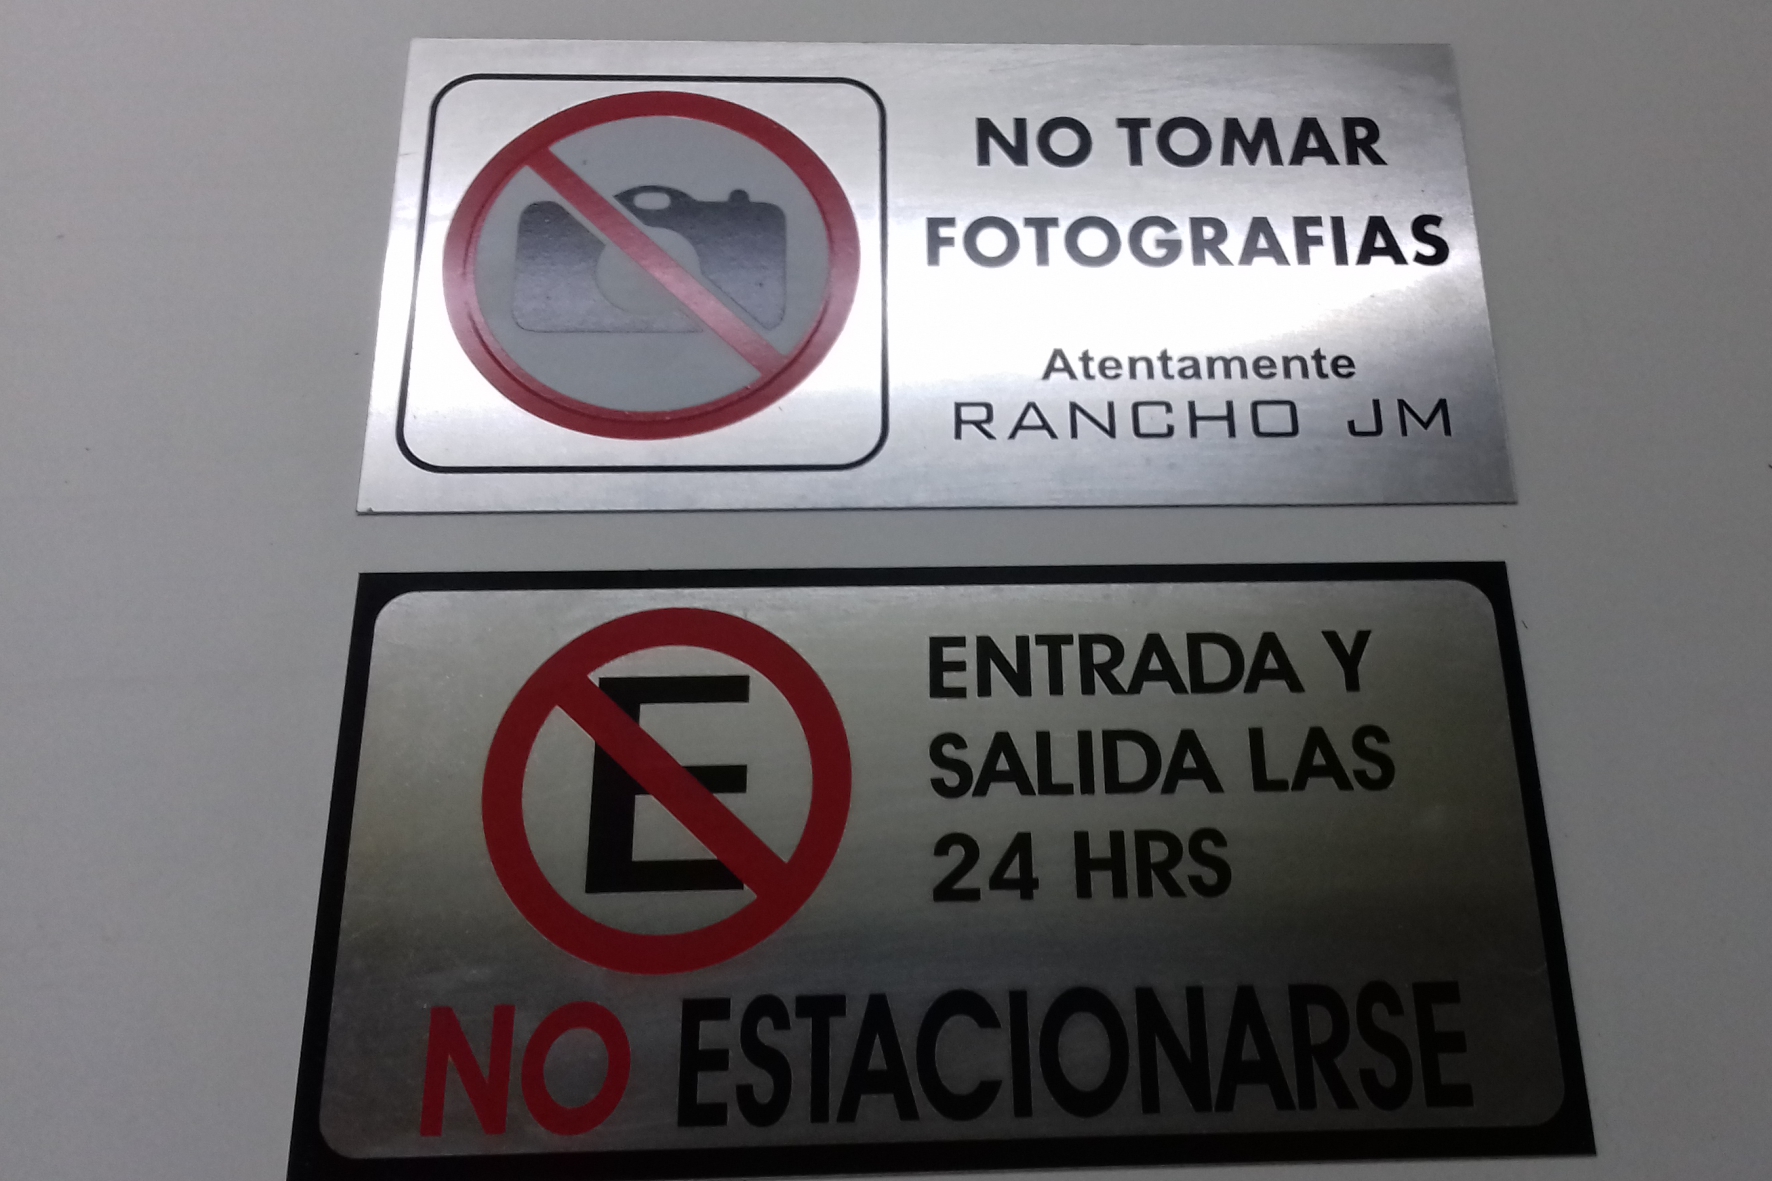 NO TOMAR
FOTOGRAFIAS
Atentamente
RANCHO JM
E
ENTRADA Y
SALIDA LAS
24 HRS
NO ESTACIONARSE